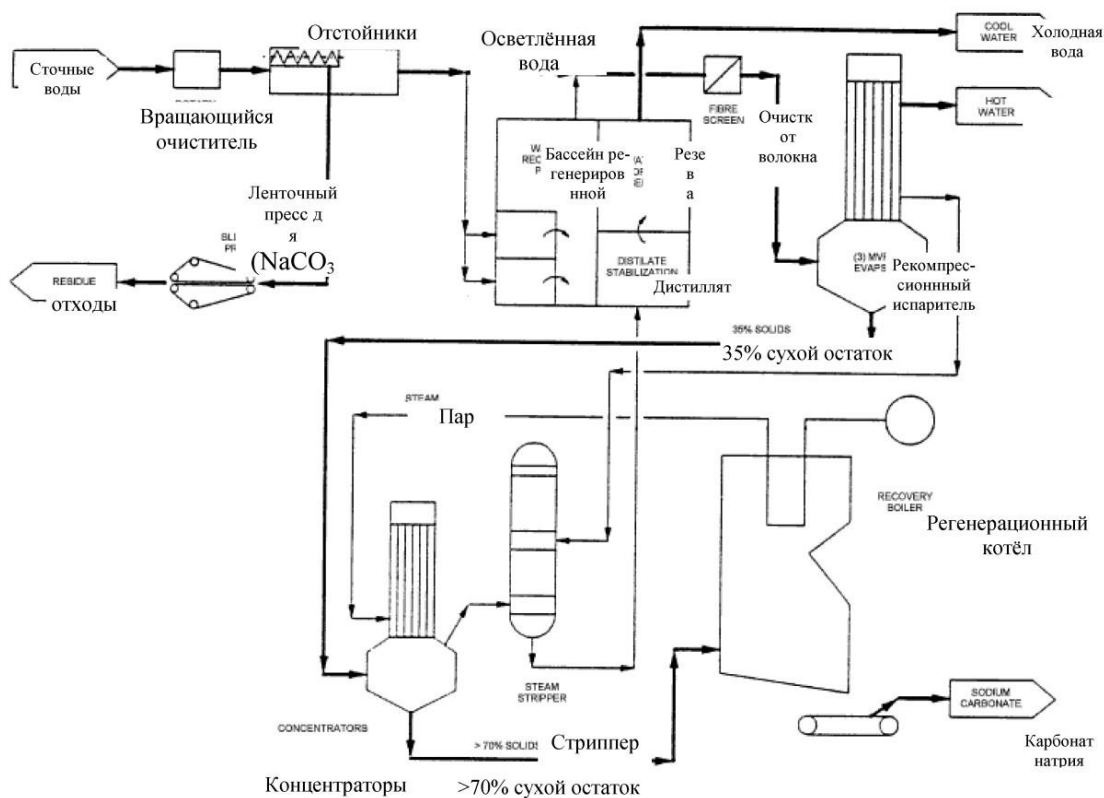 Сточные
воды
Вращающийся
очиститель
Отстойники
Осветлённая
вода
FIBRE
SCREEN
Очистк
от
волокна
COOL
WATER
Холодная
вода
HOT
WATER
Бассейн ре-
генериров
нной
Резе
в
а
DISTILATE
STABILIZATION
Дистиллят
(3) MVR
EVAPS
Рекомпрес-
сионнный
испаритель
Ленточный
пресс д
я
(NaCO3
RESIDUE
отходы
35% SOLIDS
35% сухой остаток
STEAM
Пар
RECOVERY
BOILER
Регенерационный
котёл
STEAM
STRIPPER
Стриппер
CONCENTRATORS
Концентраторы
> 70% SOLIDS
>70% сухой остаток
SODIUM
CARBONATE
Карбонат
натрия